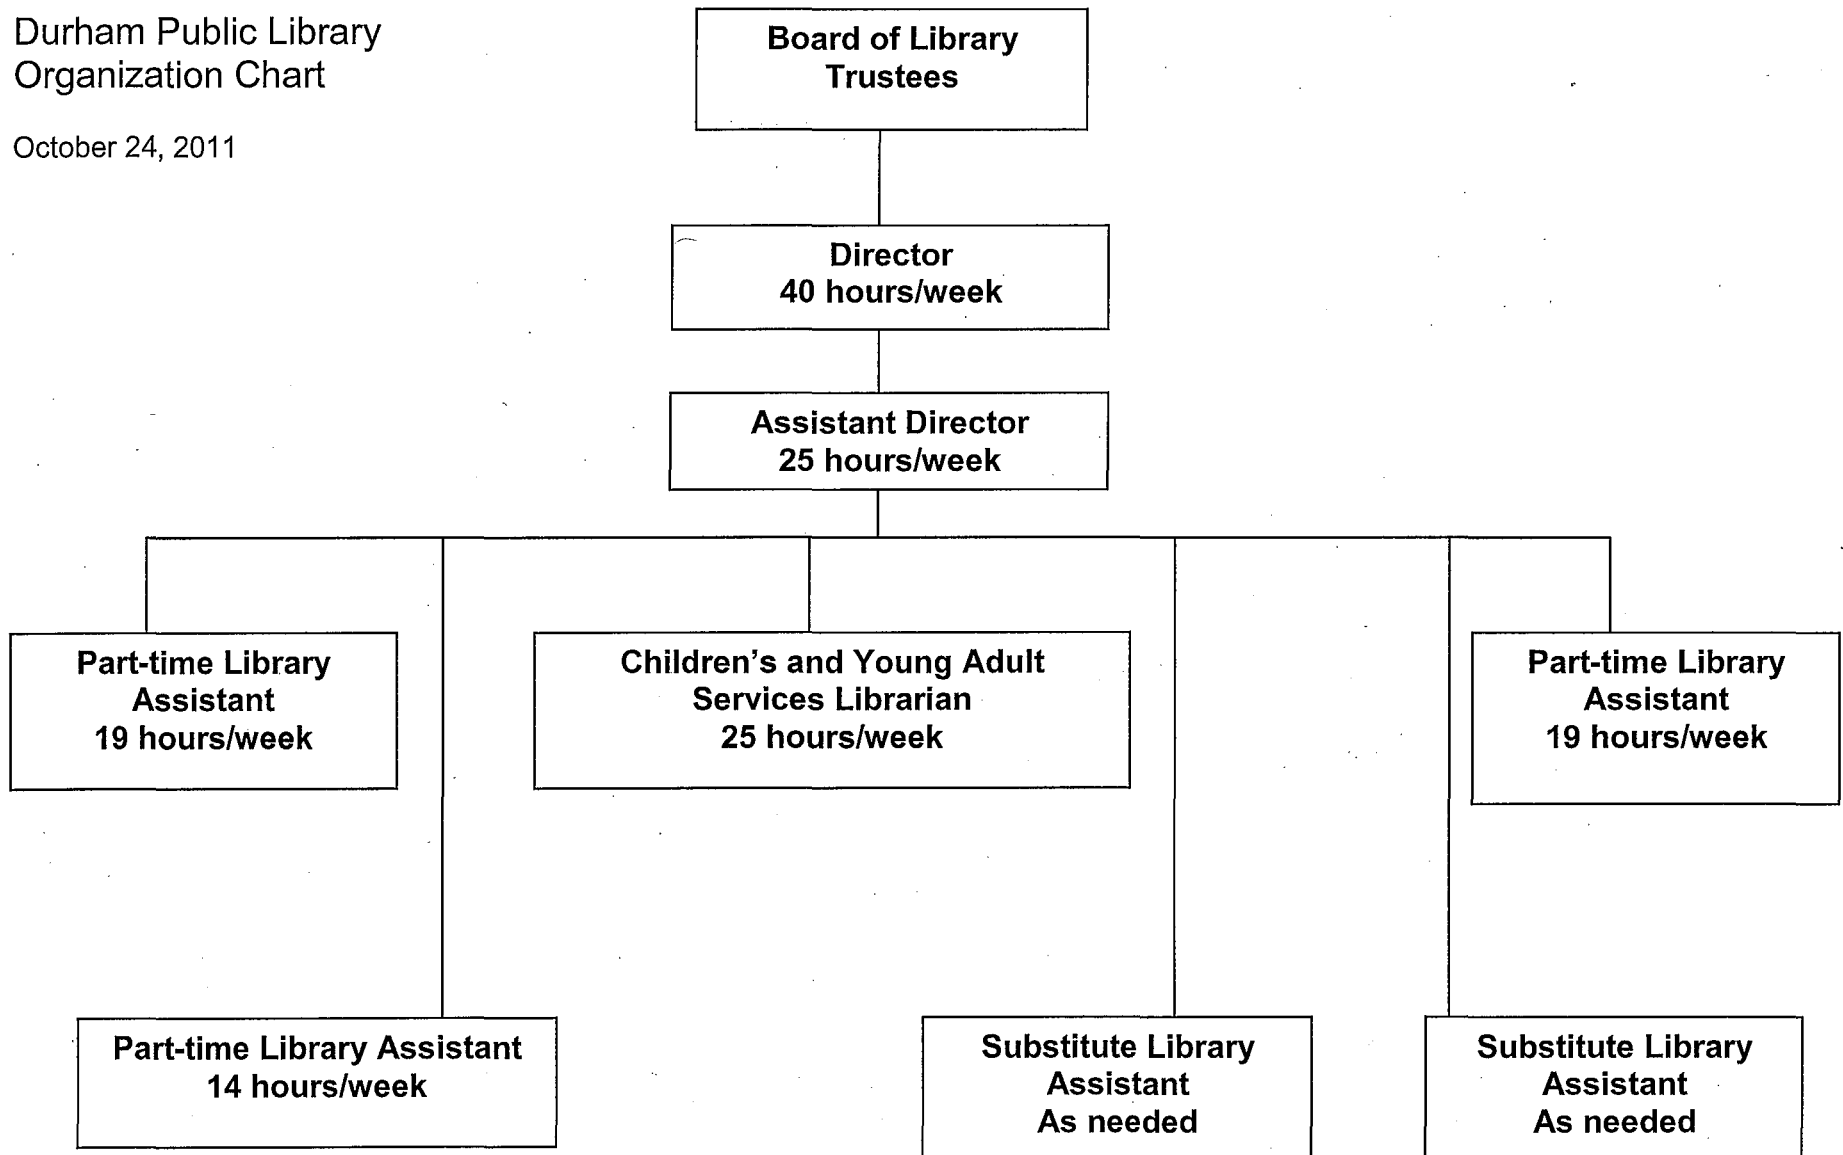 Durham Public Library
Organization Chart
October 24, 2011
Board of Library
Trustees
Director
40 hours/week
Assistant Director
25 hours/week
Part-time Library
Assistant
19 hours/week
Children's and Young Adult
Services Librarian
25 hours/week
Part-time Library
Assistant
19 hours/week
Part-time Library Assistant
14 hours/week
Substitute Library
Assistant
As needed
Substitute Library
Assistant
As needed